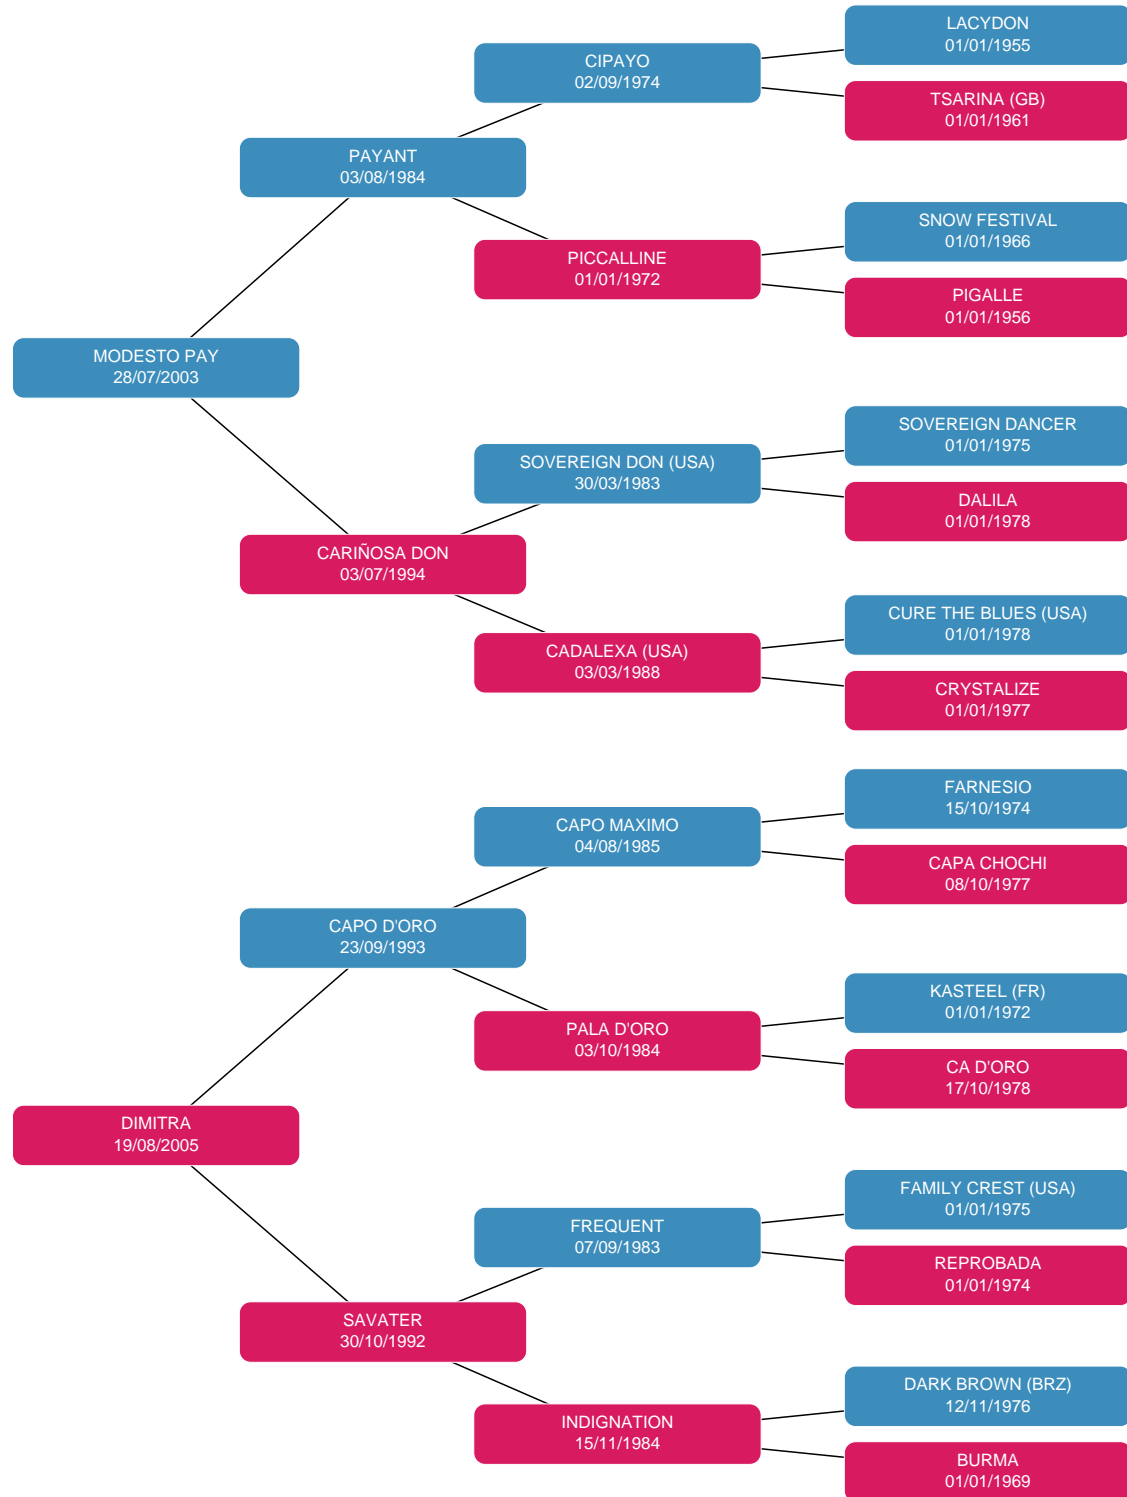 LACYDON
01/01/1955
CIPAYO
02/09/1974
TSARINA (GB)
01/01/1961
PAYANT
03/08/1984
SNOW FESTIVAL
01/01/1966
PICCALLINE
01/01/1972
PIGALLE
01/01/1956
MODESTO PAY
28/07/2003
SOVEREIGN DANCER
01/01/1975
SOVEREIGN DON (USA)
30/03/1983
DALILA
01/01/1978
CARIÑOSA DON
03/07/1994
CURE THE BLUES (USA)
01/01/1978
CADALEXA (USA)
03/03/1988
CRYSTALIZE
01/01/1977
FARNESIO
15/10/1974
CAPO MAXIMO
04/08/1985
CAPA CHOCHI
08/10/1977
CAPO D'ORO
23/09/1993
KASTEEL (FR)
01/01/1972
PALA D'ORO
03/10/1984
CA D'ORO
17/10/1978
DIMITRA
19/08/2005
FAMILY CREST (USA)
01/01/1975
FREQUENT
07/09/1983
REPROBADA
01/01/1974
SAVATER
30/10/1992
DARK BROWN (BRZ)
12/11/1976
INDIGNATION
15/11/1984
BURMA
01/01/1969